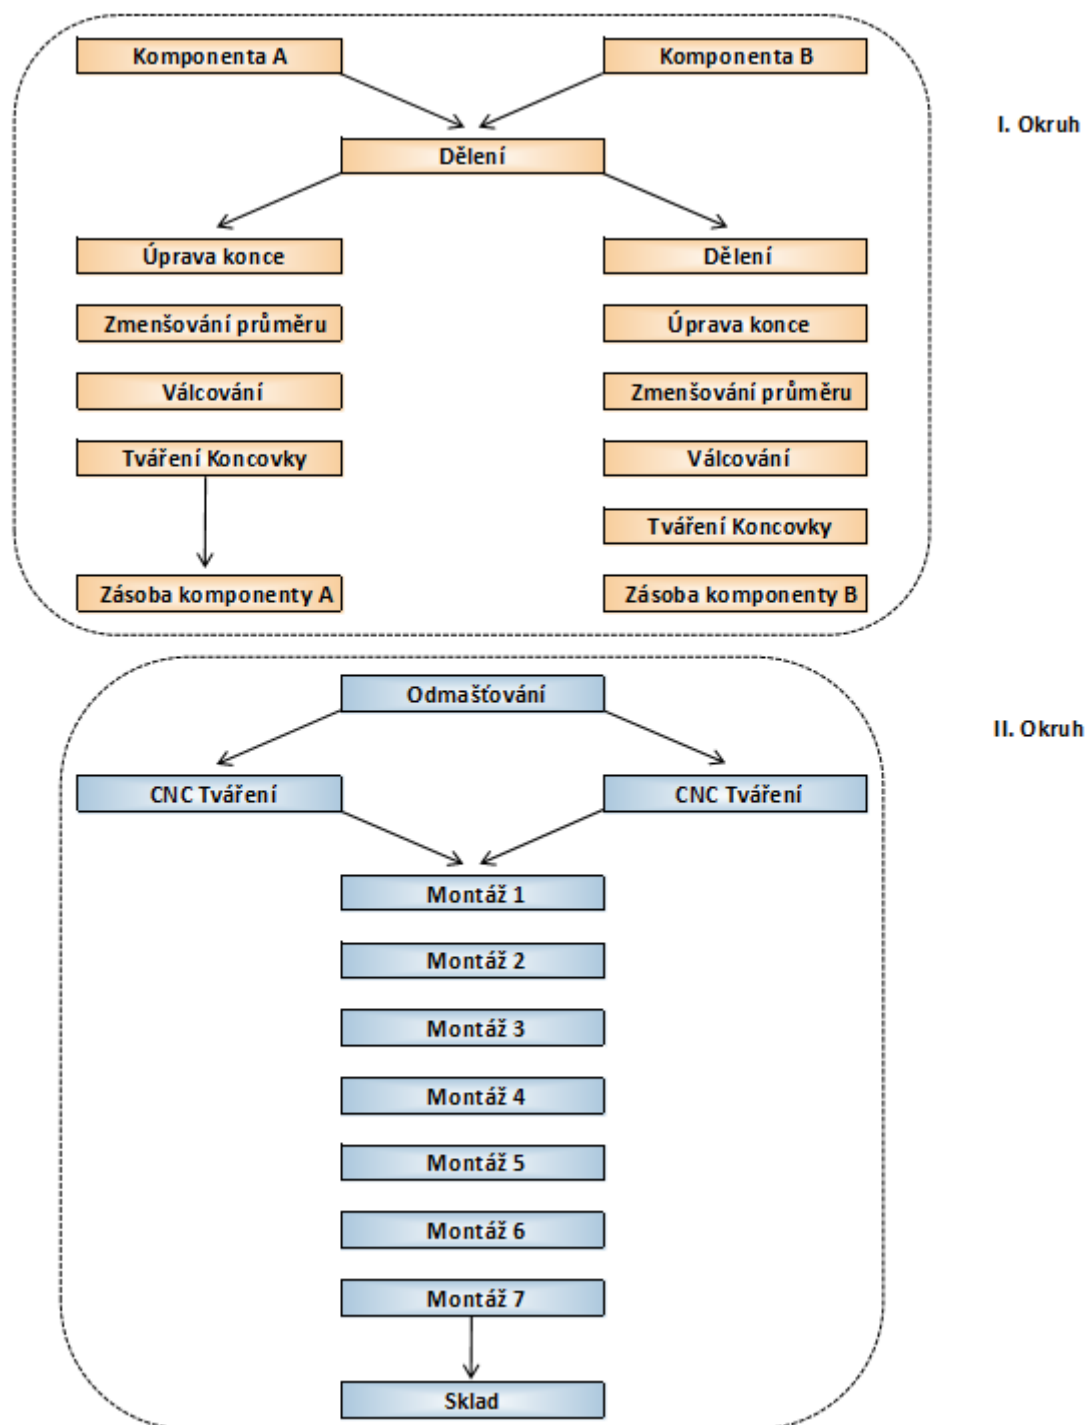 Komponenta A
Komponenta B
I. Okruh
Dělení
Úprava konce
Dělení
Zmenšování průměru
Úprava konce
Válcování
Zmenšování průměru
Tváření Koncovky
Válcování
Tváření Koncovky
Zásoba komponenty A
Zásoba komponenty B
Odmašťování
II. Okruh
CNC Tváření
CNC Tváření
Montáž 1
Montáž 2
Montáž 3
Montáž 4
Montáž 5
Montáž 6
Montáž 7
Sklad